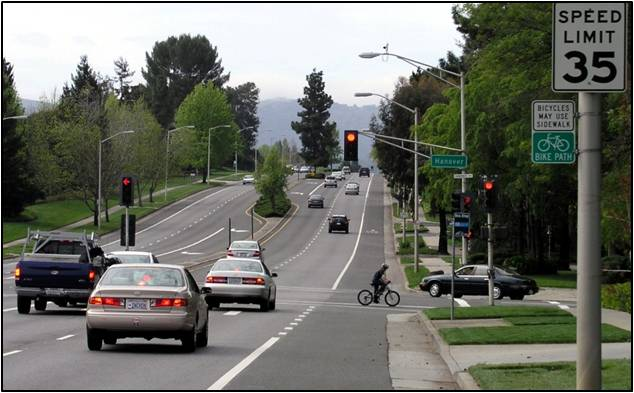 SPEED
LIMIT
35
BICYCLES
MAY USE
SIDEWALK
BIKE PATH
Hanover